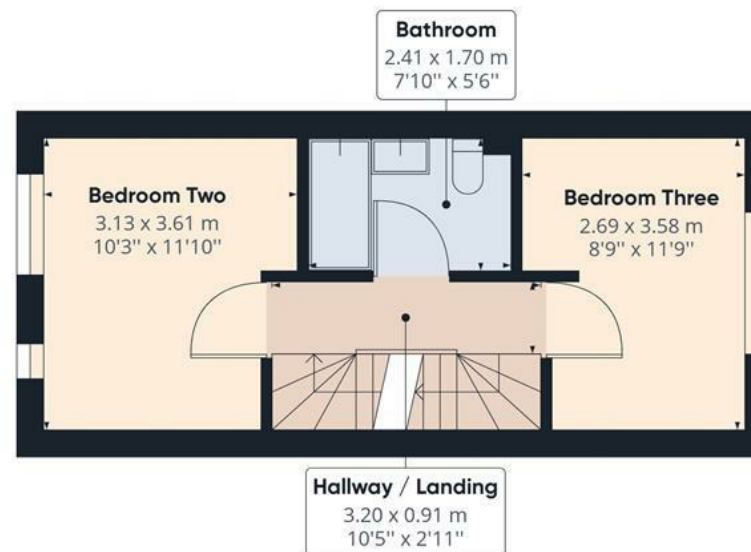 Bathroom
2.41 x 1.70 m
7'10'' x 5'6''
Bedroom Two
3.13 x 3.61 m
10'3'' x 11'10''
Bedroom Three
2.69 x 3.58 m
8'9'' x 11'9''
Hallway / Landing
3.20 x 0.91 m
10'5'' x 2'11''